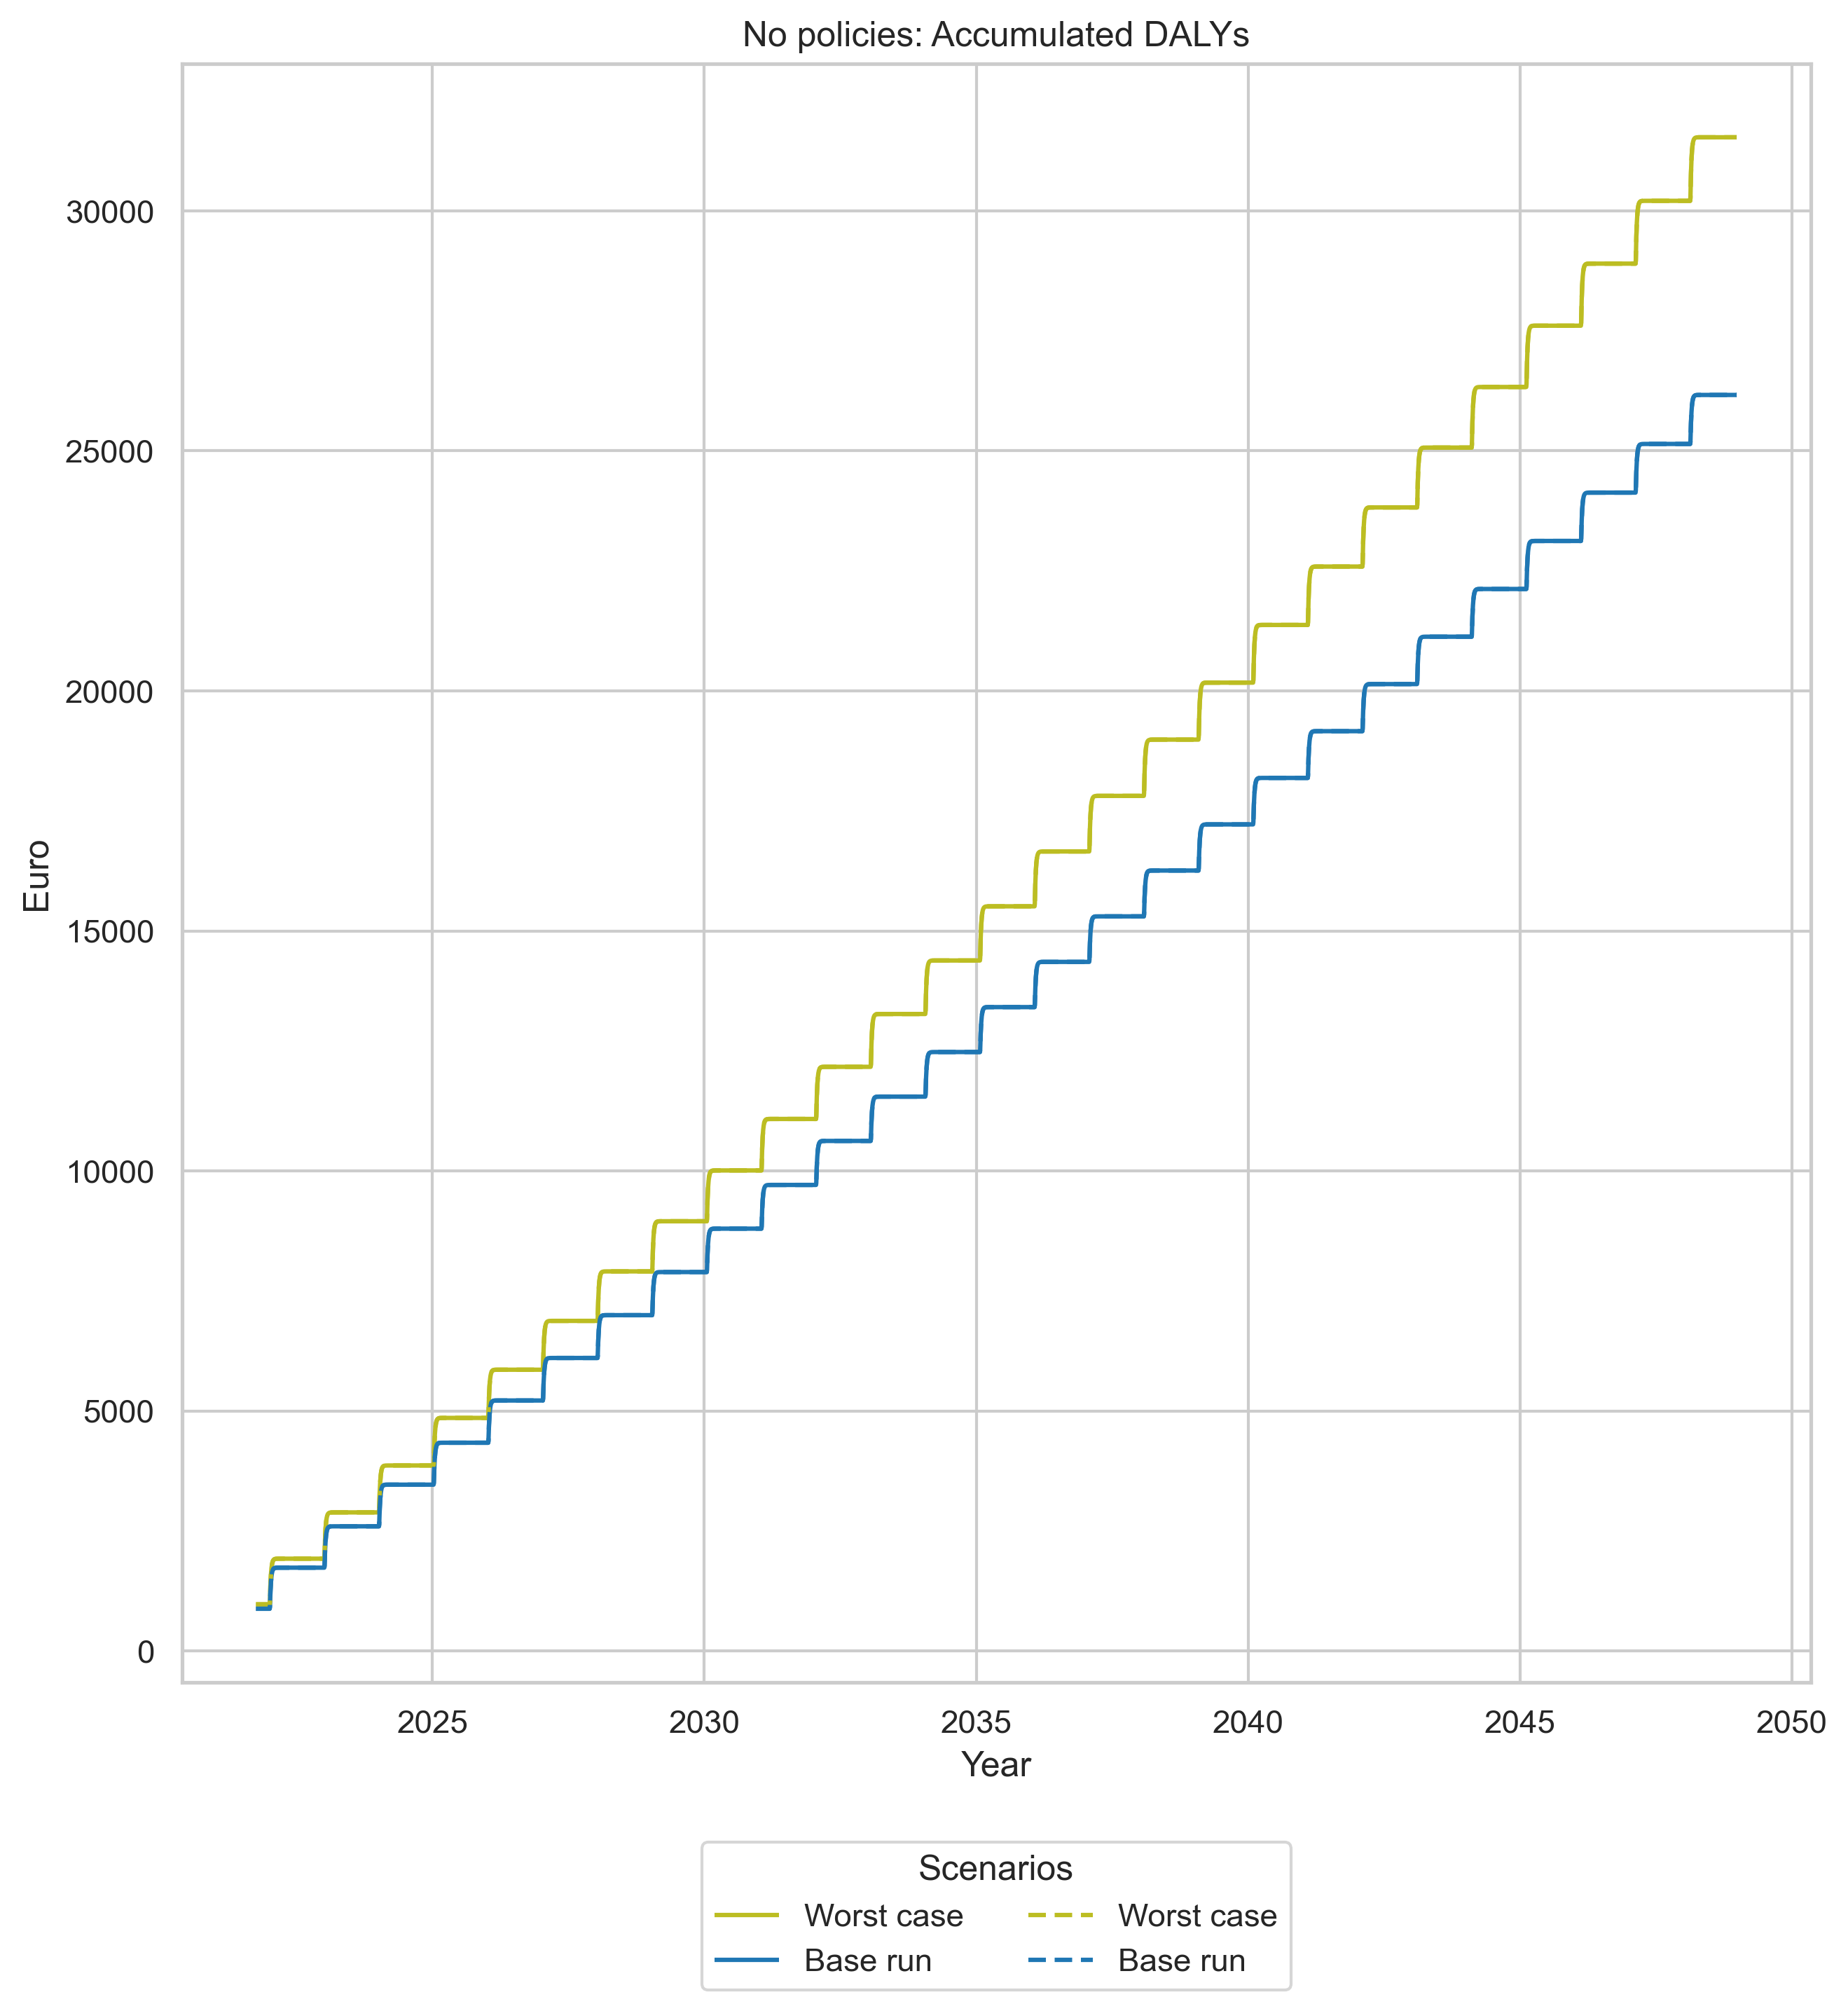 No policies: Accumulated DALYs
30000
25000
20000
15000
10000
5000
0
Euro
2025 2030 2035 2040 2045 2050
Year
Scenarios
Worst case Worst case
Base run Base run